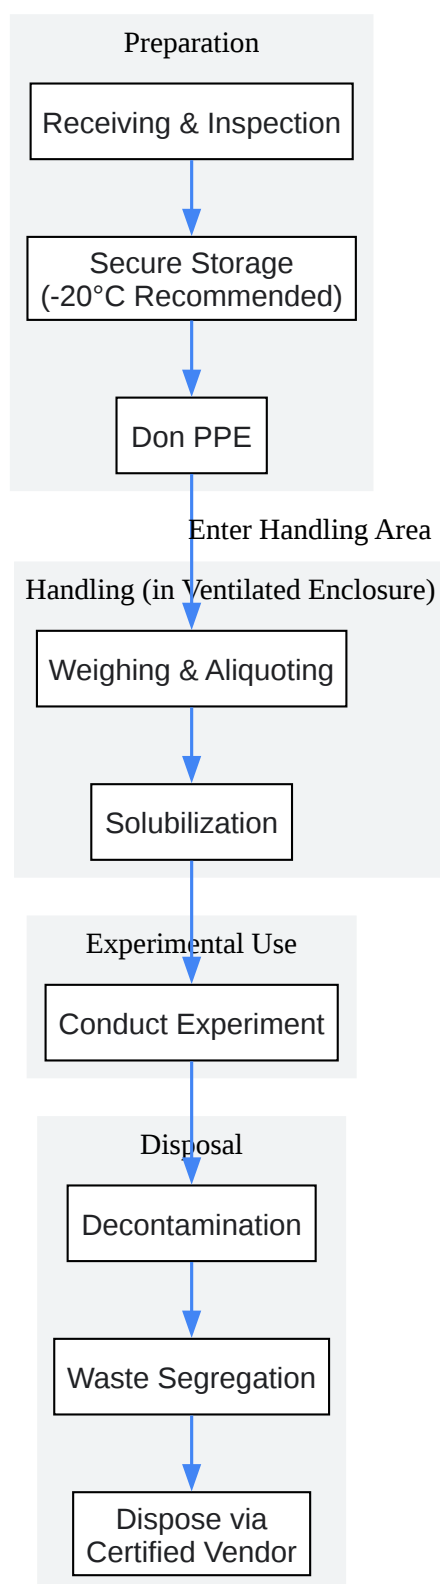 Preparation
Receiving & Inspection
Secure Storage
(-20°C Recommended)
Don PPE
Enter Handling Area
Handling (in Ventilated Enclosure)
Weighing & Aliquoting
Solubilization
Experimental Use
Conduct Experiment
Disposal
Decontamination
Waste Segregation
Dispose via
Certified Vendor